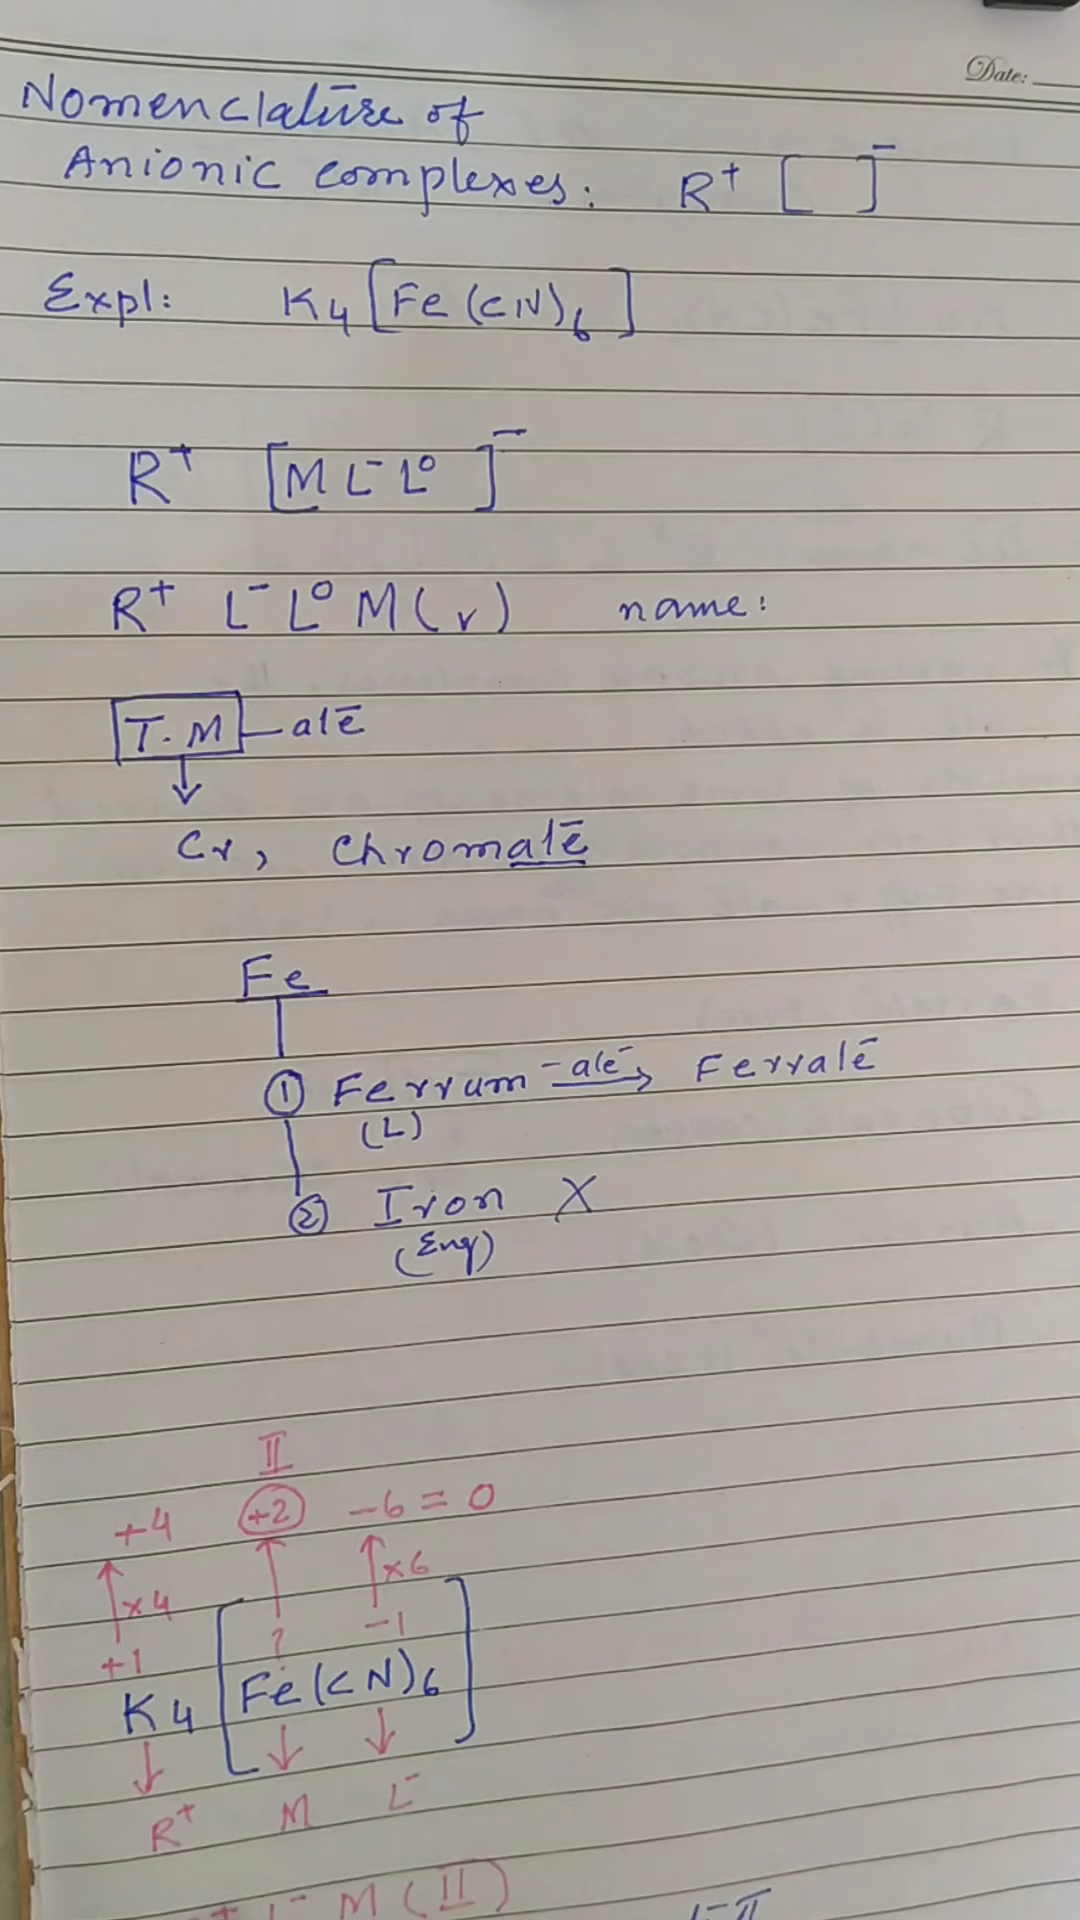 Date:
Nomenclature of
Anionic complexes: R⁺ [ ]⁻
Expl: K₄[Fe(CN)₆]
R⁺ [M L⁻ L⁰]⁻
R⁺ L⁻ L⁰ M(v) name:
T.M -ate
↓
Cr, Chromate
Fe
① Ferrum -ate→ Ferrate
(L)
② Iron X
(Eng)
II
+4 +2 -6 = 0
×4 ×6
+1 ? -1
K₄[Fe(CN)₆]
↓ ↓ ↓
R⁺ M L⁻
L⁻ M(II)